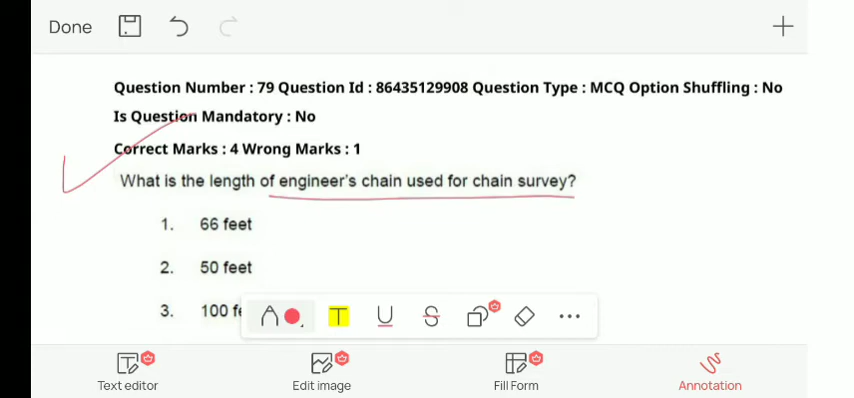 Done
Question Number : 79 Question Id : 86435129908 Question Type : MCQ Option Shuffling : No
Is Question Mandatory : No
Correct Marks : 4 Wrong Marks : 1
What is the length of engineer's chain used for chain survey?
1. 66 feet
2. 50 feet
3. 100 fe
T U S
Text editor Edit image Fill Form Annotation